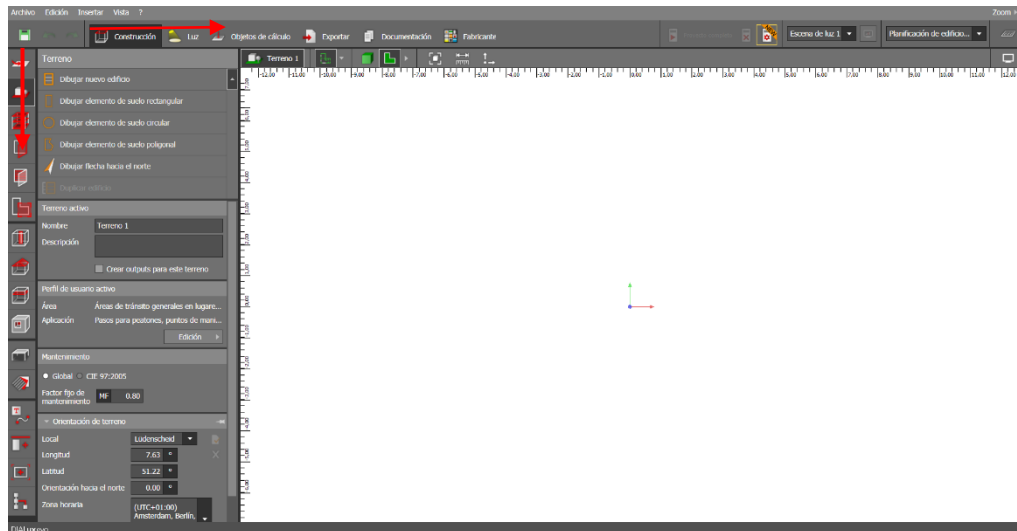 Archivo Edición Insertar Vista ? Zoom
Construcción Luz Objetos de cálculo Exportar Documentación Fabricante Escena de luz 1 Planificación de edificio...
Terreno
Terreno 1
Dibujar nuevo edificio
Dibujar elemento de suelo rectangular
Dibujar elemento de suelo circular
Dibujar elemento de suelo poligonal
Dibujar flecha hacia el norte
Duplicar edificio
Terreno activo
Nombre Terreno 1
Descripción
Crear outputs para este terreno
Perfil de usuario activo
Área Áreas de tránsito generales en lugare...
Aplicación Pasos para peatones, puntos de mani...
Edición
Mantenimiento
Global CIE 97:2005
Factor fijo de mantenimiento MF 0.80
Orientación de terreno
Local Lüdenscheid
Longitud 7.63 °
Latitud 51.22 °
Orientación hacia el norte 0.00 °
Zona horaria (UTC+01:00)
Amsterdam, Berlín,